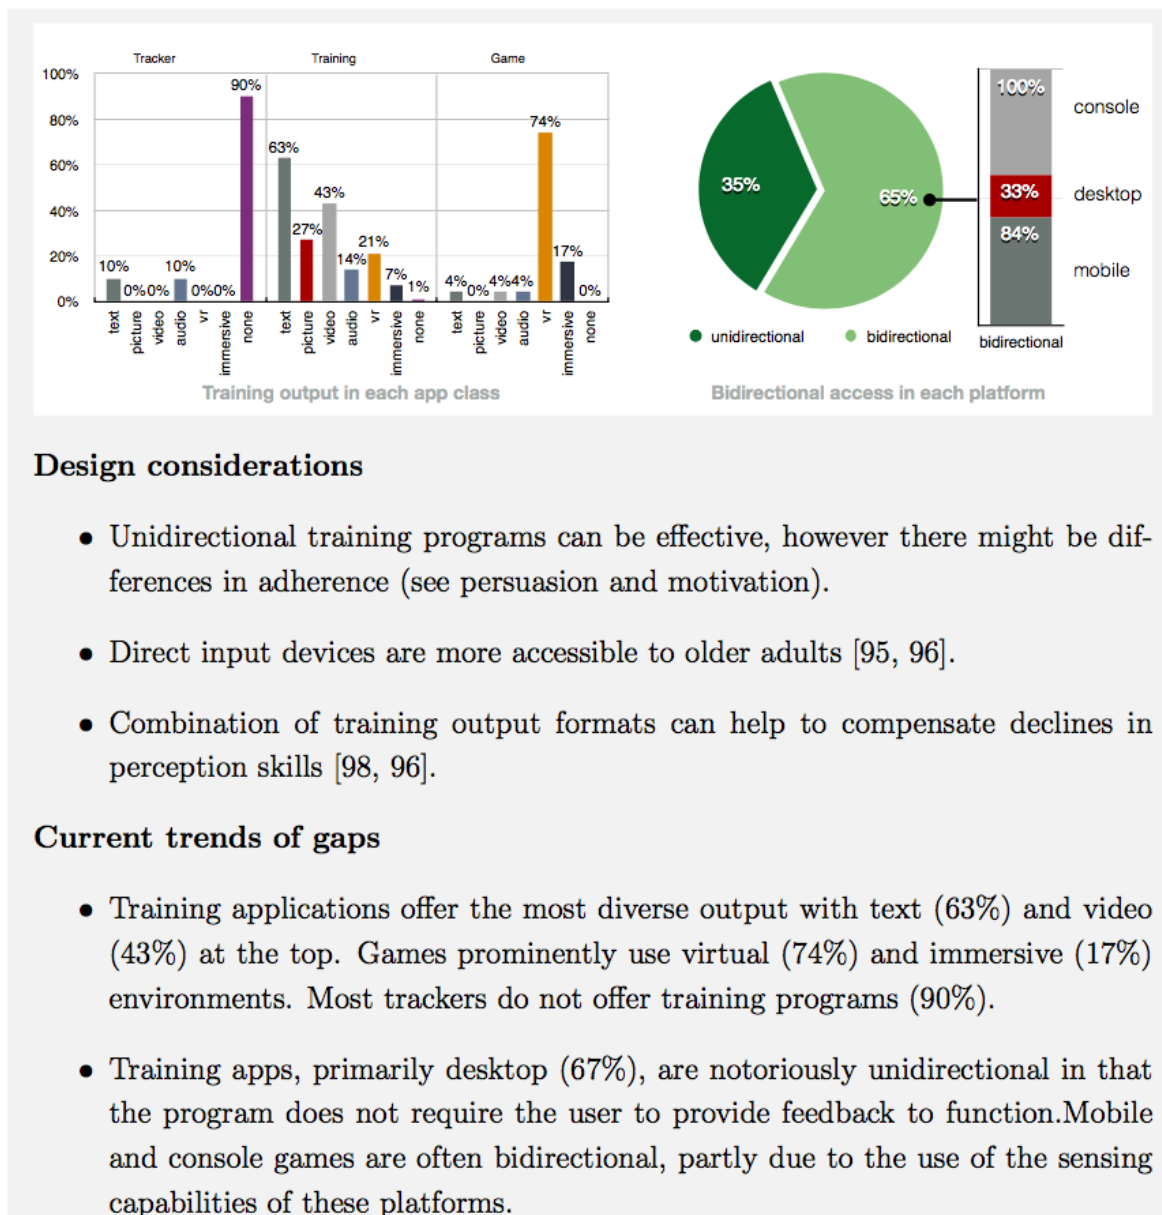 Tracker Training Game
100%
80%
60%
40%
20%
0%
10% 0% 0% 10% 0% 0% 90%
63% 27% 43% 14% 21% 7% 1%
4% 0% 4% 4% 74% 17% 0%
text picture video audio vr immersive none
text picture video audio vr immersive none
text picture video audio vr immersive none
Training output in each app class
35%
65%
100% console
33% desktop
84% mobile
bidirectional
unidirectional bidirectional
Bidirectional access in each platform
Design considerations
• Unidirectional training programs can be effective, however there might be dif-
ferences in adherence (see persuasion and motivation).
• Direct input devices are more accessible to older adults [95, 96].
• Combination of training output formats can help to compensate declines in
perception skills [98, 96].
Current trends of gaps
• Training applications offer the most diverse output with text (63%) and video
(43%) at the top. Games prominently use virtual (74%) and immersive (17%)
environments. Most trackers do not offer training programs (90%).
• Training apps, primarily desktop (67%), are notoriously unidirectional in that
the program does not require the user to provide feedback to function.Mobile
and console games are often bidirectional, partly due to the use of the sensing
capabilities of these platforms.